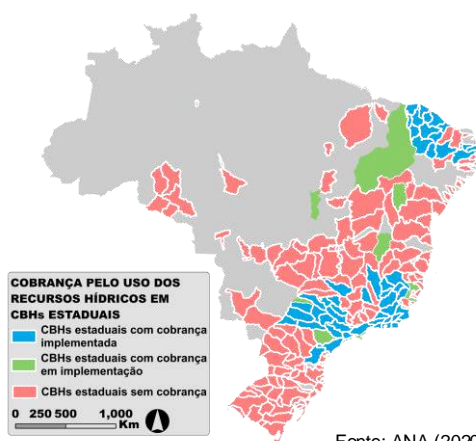 COBRANÇA PELO USO DOS
RECURSOS HÍDRICOS EM
CBHs ESTADUAIS
CBHs estaduais com cobrança
implementada
CBHs estaduais com cobrança
em implementação
CBHs estaduais sem cobrança
0 250 500 1,000
Km
Fonte: ANA (202